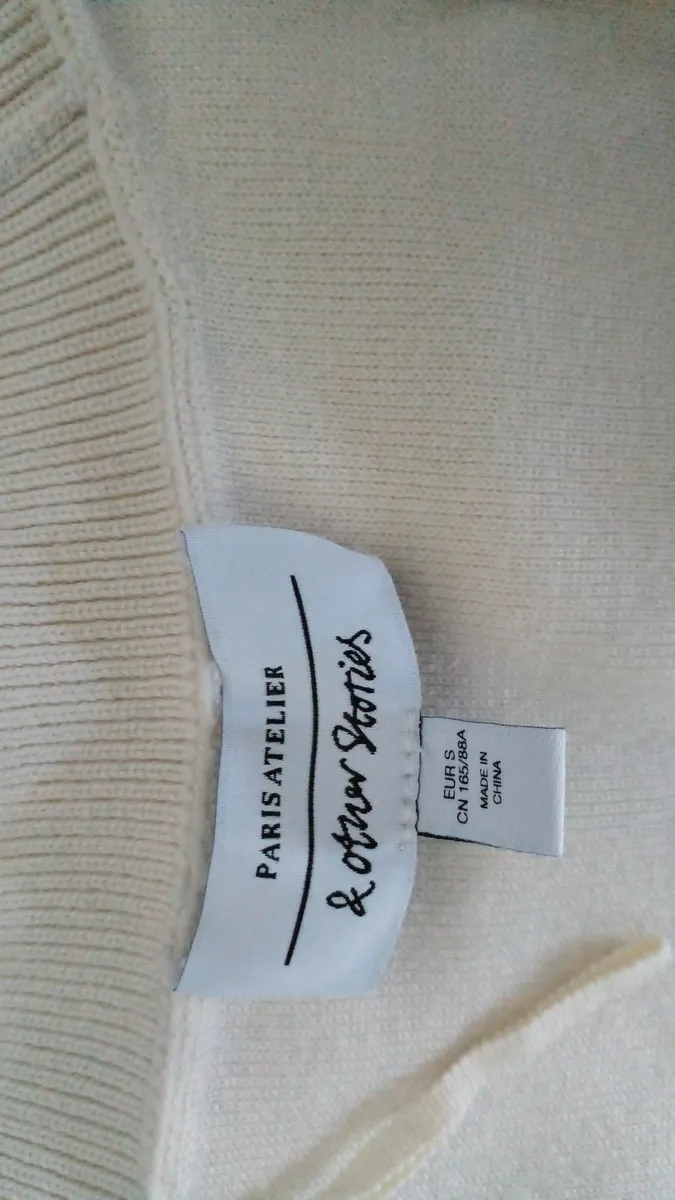 PARIS ATELIER
& other Stories
EUR S
CN 165/88A
MADE IN
CHINA